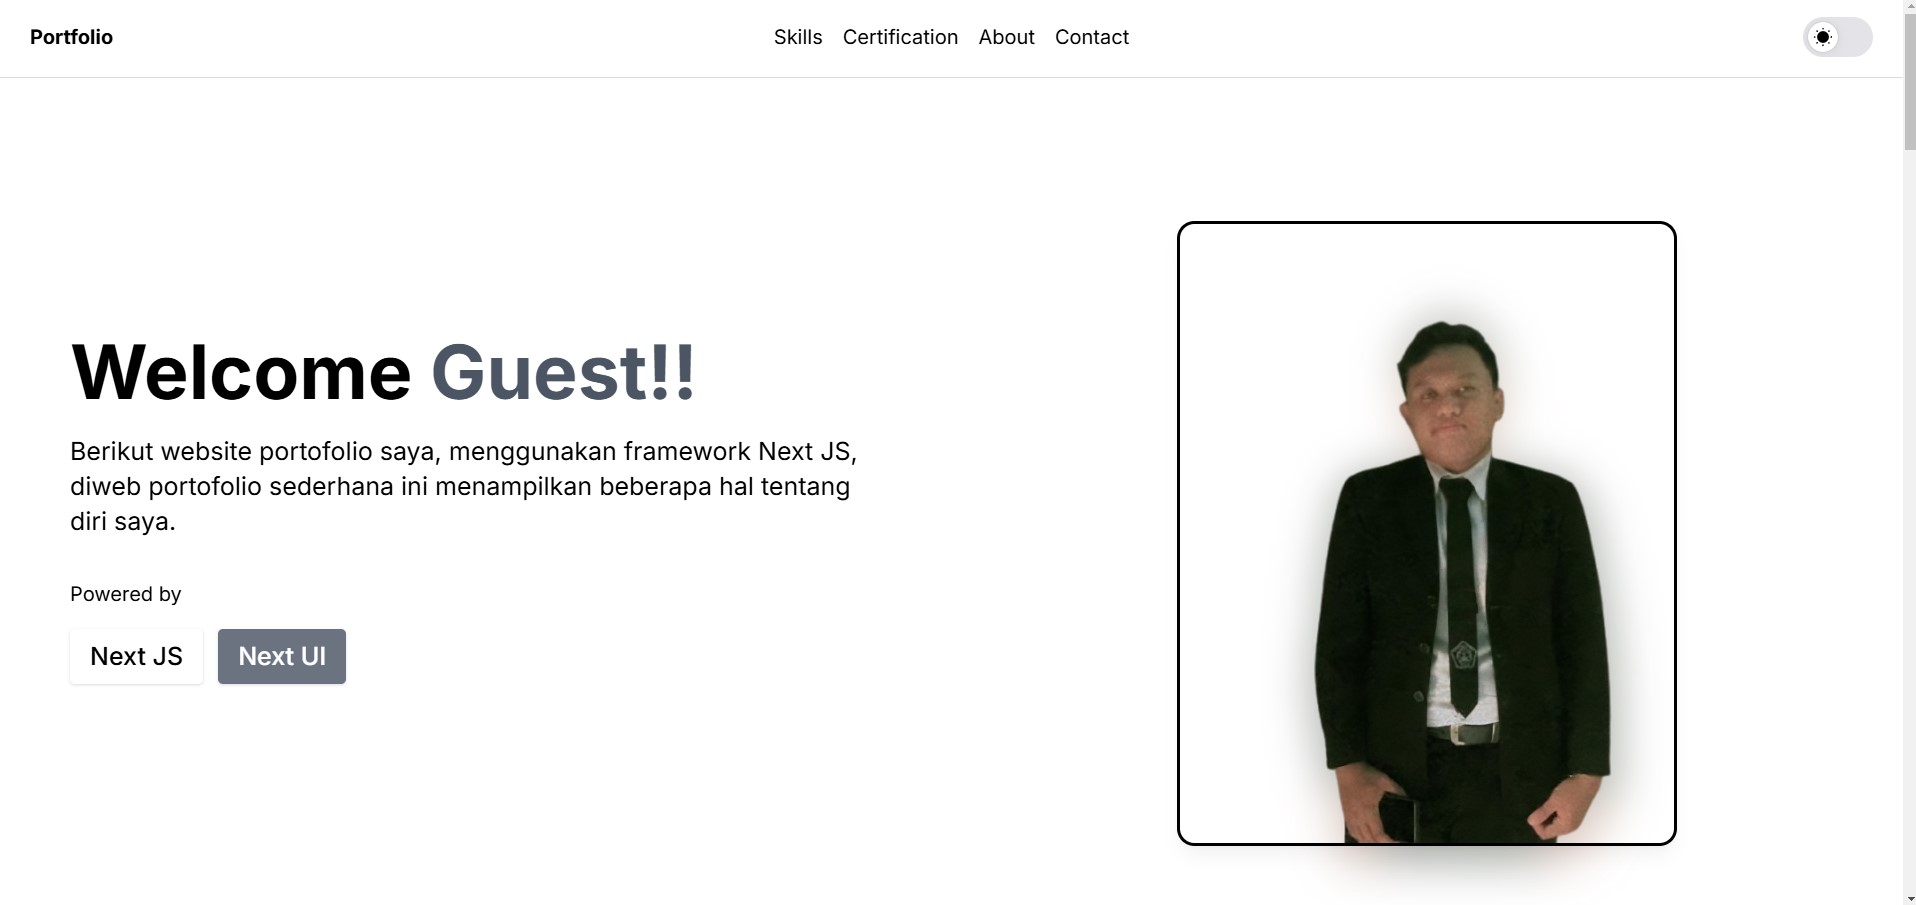 Portfolio
Skills Certification About Contact
Welcome Guest!!
Berikut website portofolio saya, menggunakan framework Next JS,
diweb portofolio sederhana ini menampilkan beberapa hal tentang
diri saya.
Powered by
Next JS
Next UI